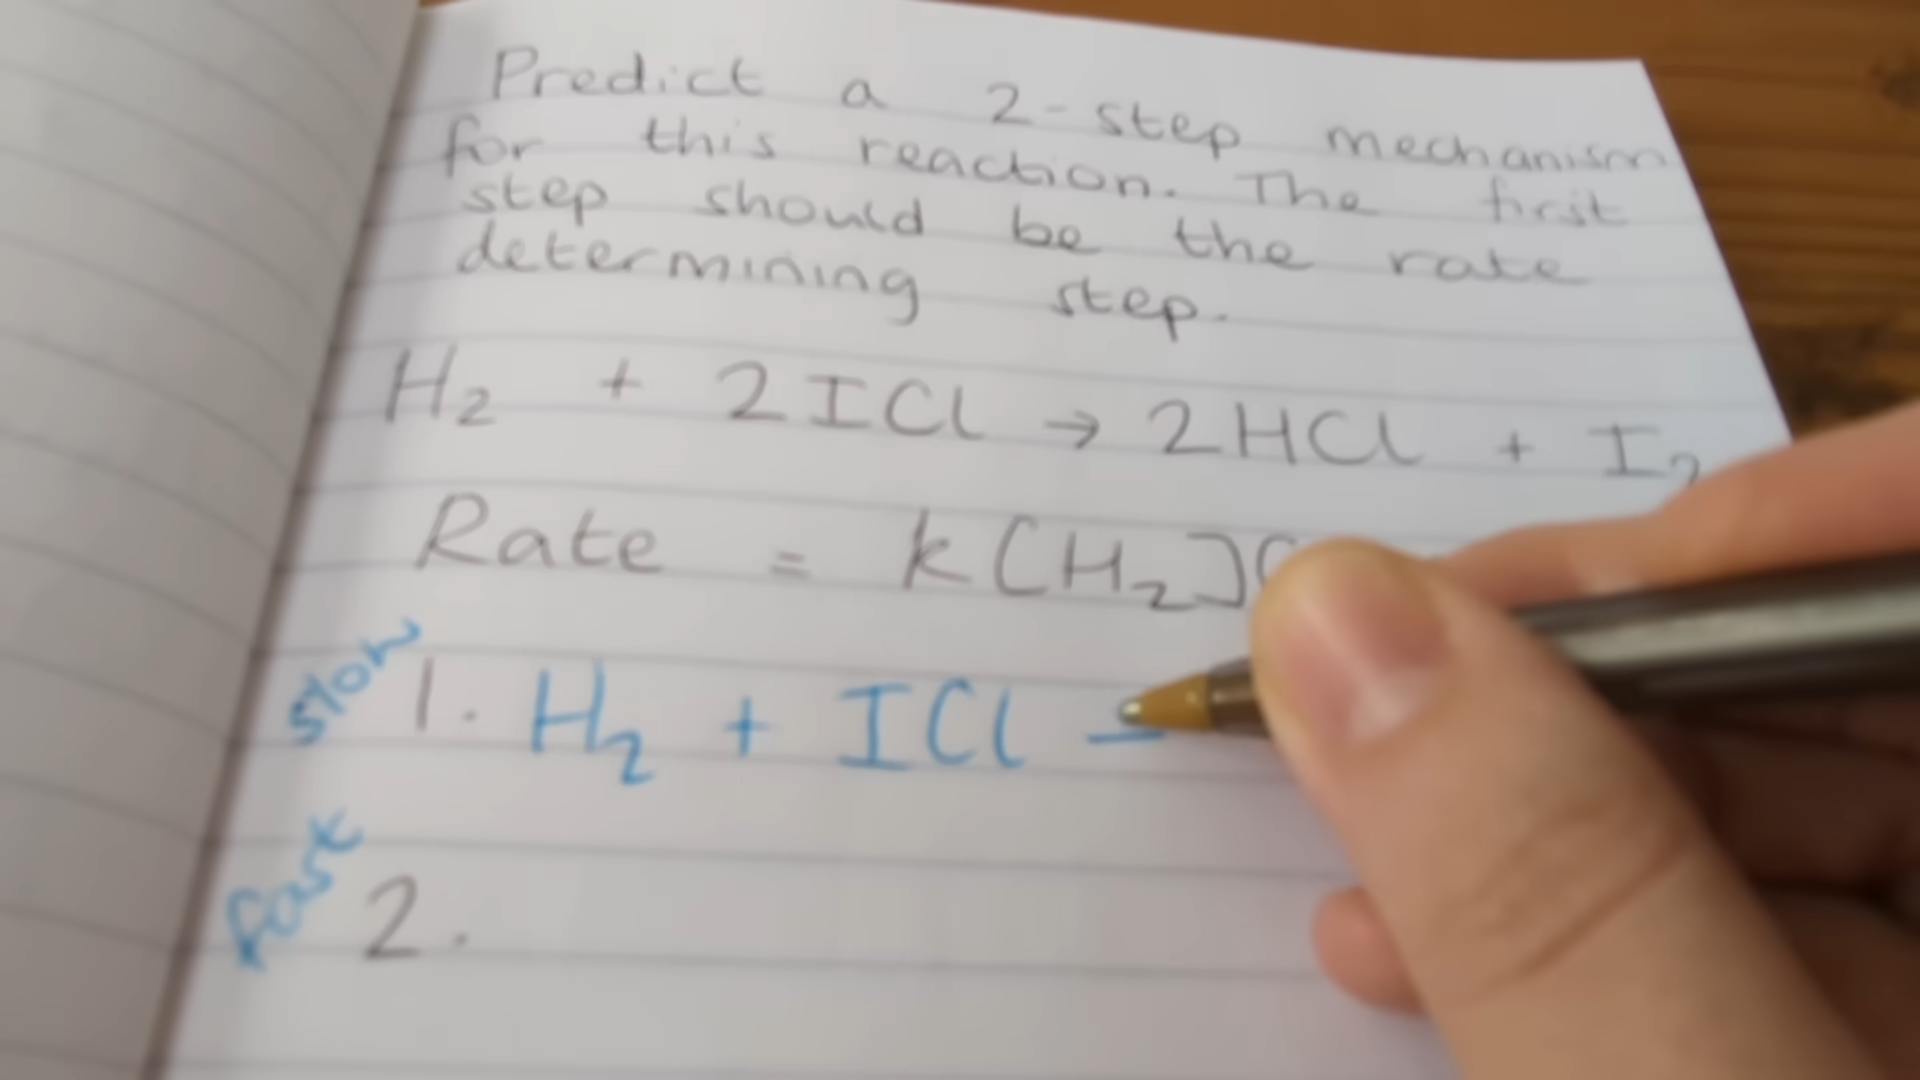 Predict a 2-step mechanism
for this reaction. The first
step should be the rate
determining step.
H₂ + 2ICl → 2HCl + I₂
Rate = k[H₂][
slow 1. H₂ + ICl –
fast 2.